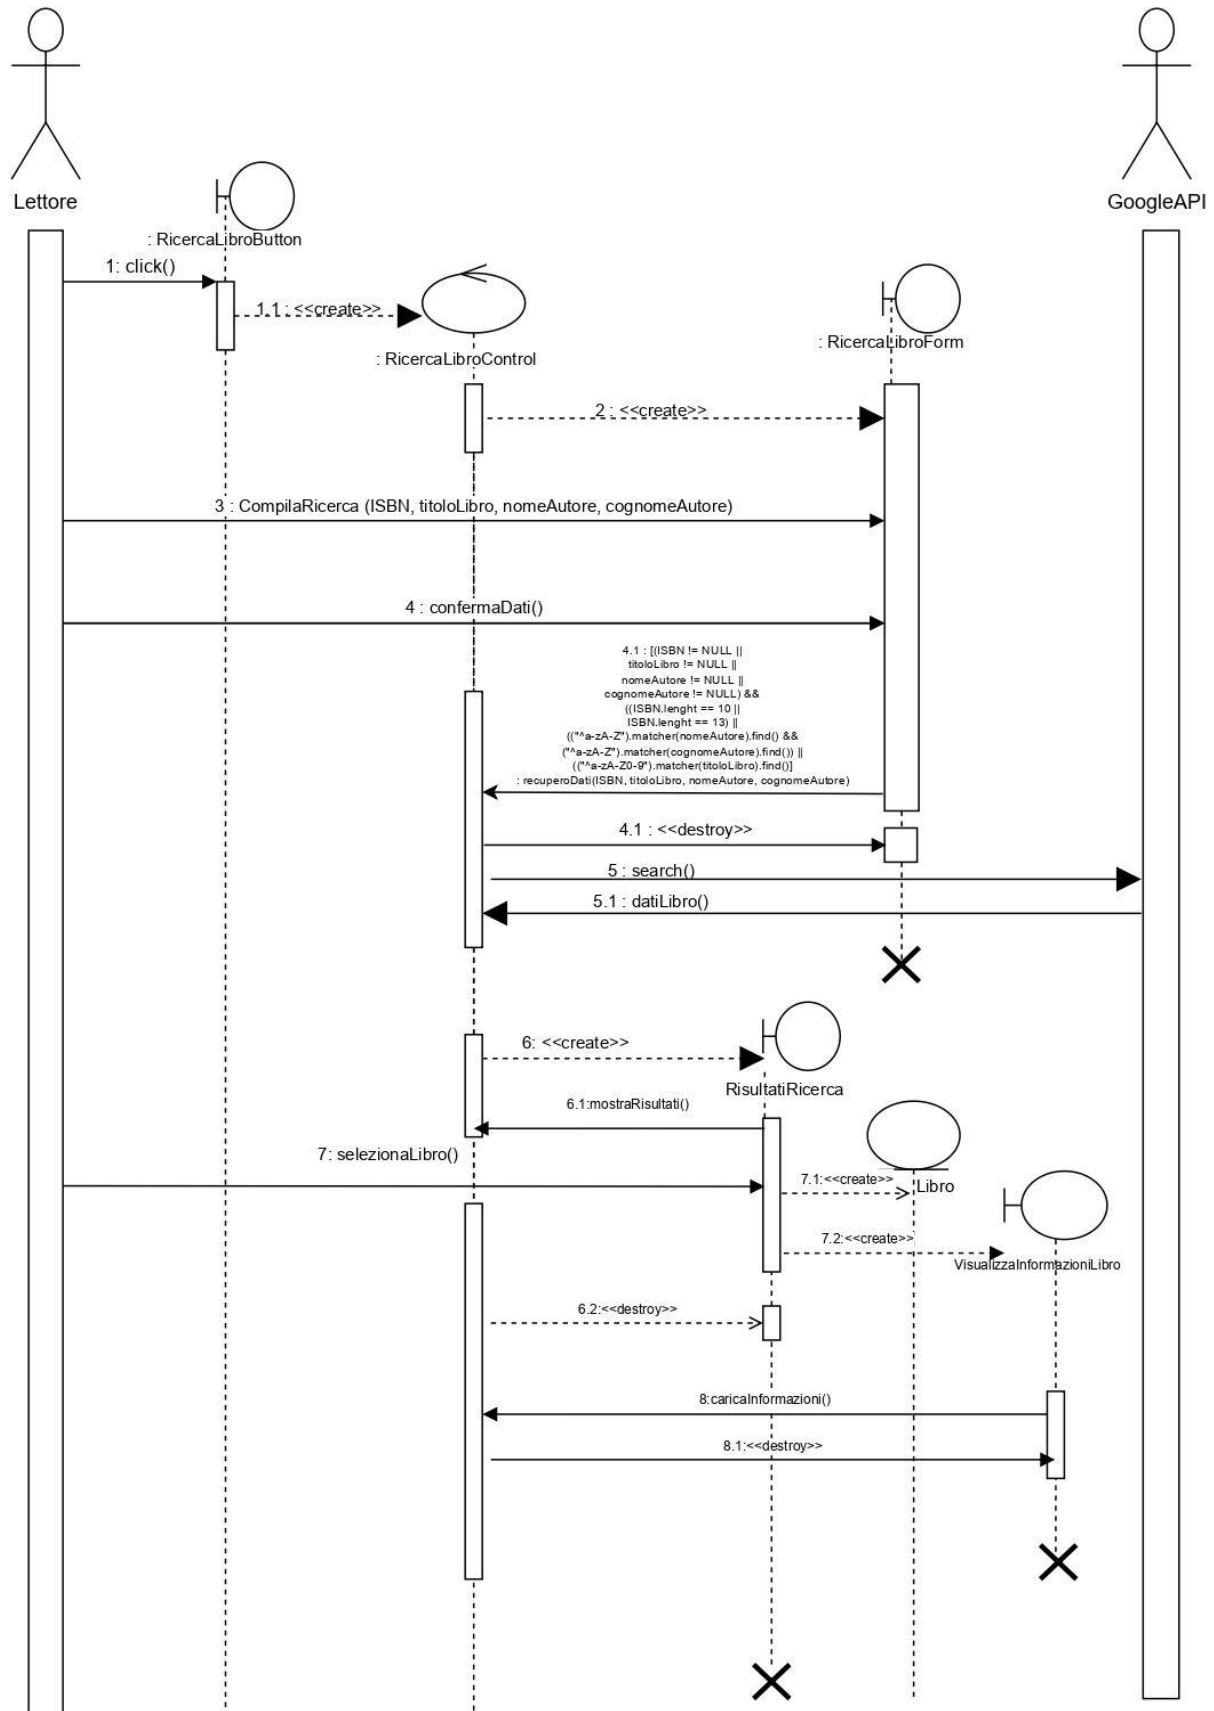 Lettore
GoogleAPI
: RicercaLibroButton
1: click()
1.1 : <<create>>
: RicercaLibroForm
: RicercaLibroControl
2 : <<create>>
3 : CompilaRicerca (ISBN, titoloLibro, nomeAutore, cognomeAutore)
4 : confermaDati()
4.1 : [(ISBN != NULL ||
titoloLibro != NULL ||
nomeAutore != NULL ||
cognomeAutore != NULL) &&
((ISBN.lenght == 10 ||
ISBN.lenght == 13) ||
(("^a-zA-Z").matcher(nomeAutore).find() &&
("^a-zA-Z").matcher(cognomeAutore).find()) ||
(("^a-zA-Z0-9").matcher(titoloLibro).find()]
: recuperoDati(ISBN, titoloLibro, nomeAutore, cognomeAutore)
4.1 : <<destroy>>
5 : search()
5.1 : datiLibro()
6: <<create>>
RisultatiRicerca
6.1:mostraRisultati()
7: selezionaLibro()
7.1:<<create>>
Libro
7.2:<<create>>
VisualizzaInformazioniLibro
6.2:<<destroy>>
8:caricaInformazioni()
8.1:<<destroy>>